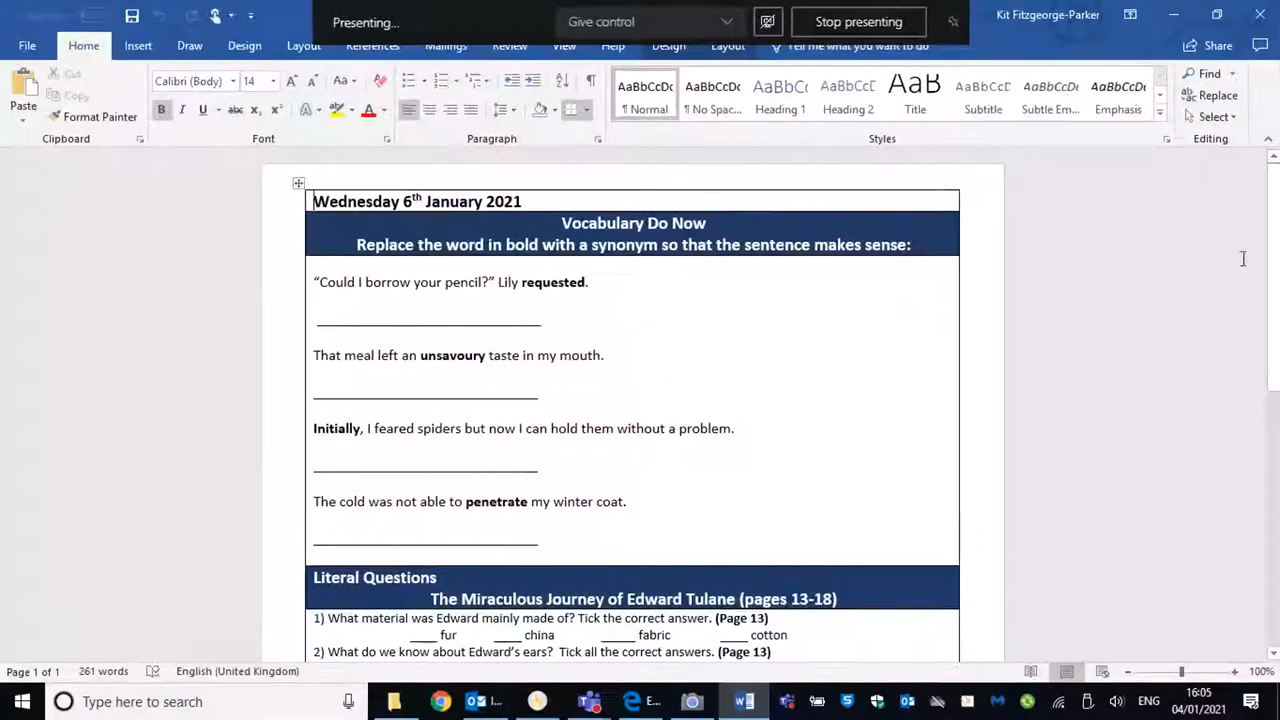 Presenting...
Give control
Stop presenting
Kit Fitzgeorge-Parker
File
Home
Insert
Draw
Design
Layout
References
Mailings
Review
View
Help
Design
Layout
Tell me what you want to do
Share
Paste
Cut
Copy
Format Painter
Clipboard
Calibri (Body)
14
Font
Paragraph
AaBbCcDc
¶ Normal
AaBbCcDc
¶ No Spac...
AaBbCc
Heading 1
AaBbCcD
Heading 2
AaB
Title
AaBbCcD
Subtitle
AaBbCcDc
Subtle Em...
AaBbCcDc
Emphasis
Styles
Find
Replace
Select
Editing
Wednesday 6th January 2021
Vocabulary Do Now
Replace the word in bold with a synonym so that the sentence makes sense:
“Could I borrow your pencil?” Lily requested.
That meal left an unsavoury taste in my mouth.
Initially, I feared spiders but now I can hold them without a problem.
The cold was not able to penetrate my winter coat.
Literal Questions
The Miraculous Journey of Edward Tulane (pages 13-18)
1) What material was Edward mainly made of? Tick the correct answer. (Page 13)
____ fur ____ china _____ fabric ____ cotton
2) What do we know about Edward’s ears? Tick all the correct answers. (Page 13)
Page 1 of 1
261 words
English (United Kingdom)
100%
Type here to search
I...
E...
ENG
16:05
04/01/2021